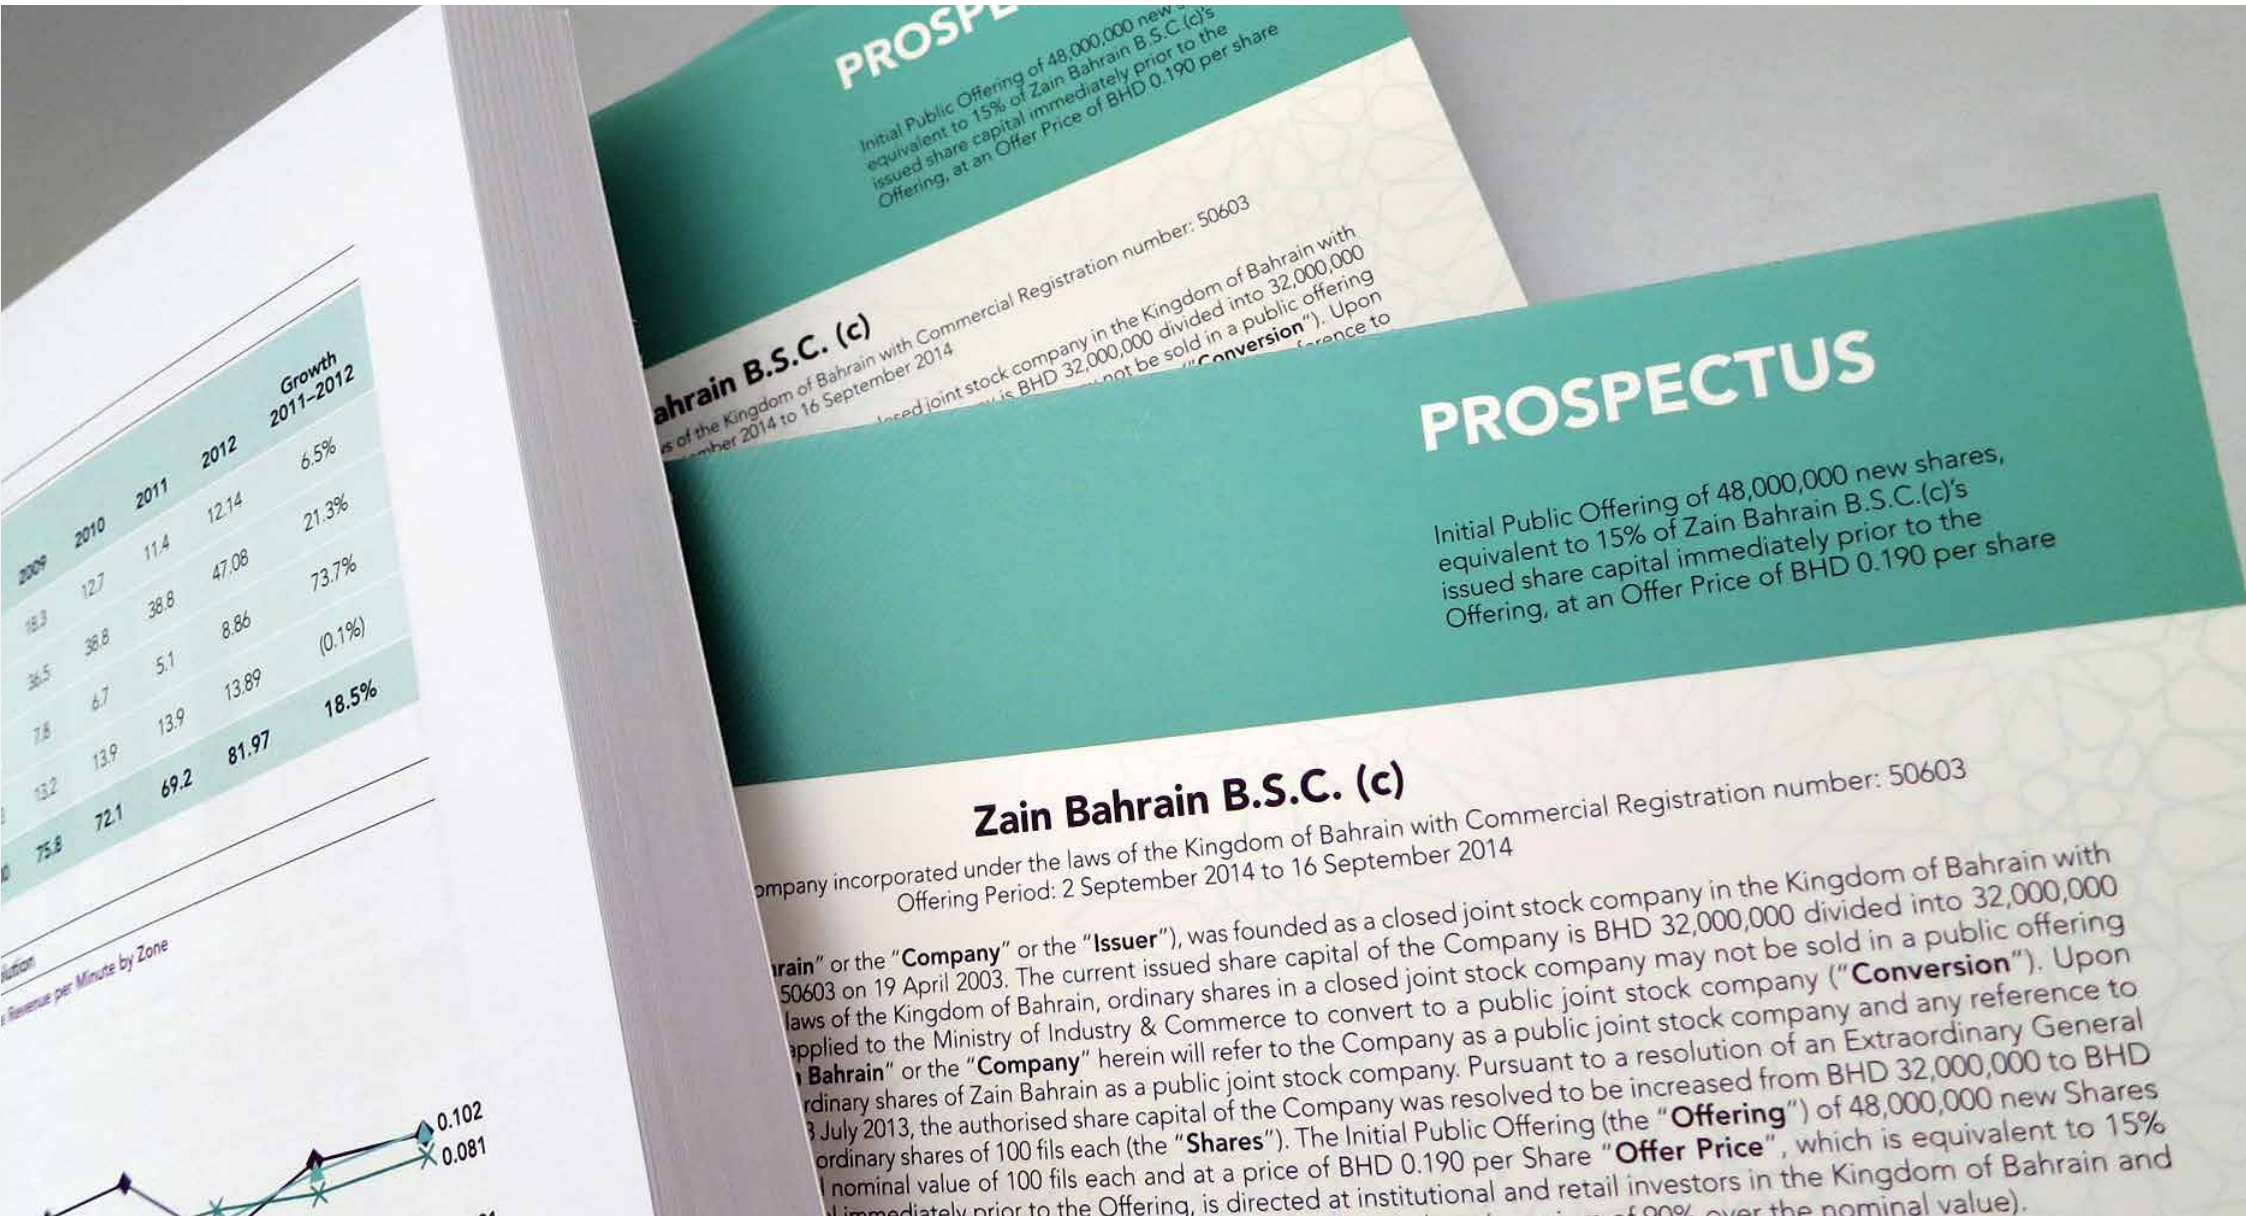 Growth
2011–2012
2009 2010 2011 2012
18.3 12.7 11.4 12.14 6.5%
36.5 38.8 38.8 47.08 21.3%
7.8 6.7 5.1 8.86 73.7%
13.2 13.9 13.9 13.89 (0.1%)
75.8 72.1 69.2 81.97 18.5%
Revenue per Minute by Zone
0.102
0.081
PROSPE
Initial Public Offering of 48,000,000 new
equivalent to 15% of Zain Bahrain B.S.C.(c)'s
issued share capital immediately prior to the
Offering, at an Offer Price of BHD 0.190 per share
ahrain B.S.C. (c)
s of the Kingdom of Bahrain with Commercial Registration number: 50603
mber 2014 to 16 September 2014
losed joint stock company in the Kingdom of Bahrain with
is BHD 32,000,000 divided into 32,000,000
not be sold in a public offering
"Conversion"). Upon
erence to
PROSPECTUS
Initial Public Offering of 48,000,000 new shares,
equivalent to 15% of Zain Bahrain B.S.C.(c)'s
issued share capital immediately prior to the
Offering, at an Offer Price of BHD 0.190 per share
Zain Bahrain B.S.C. (c)
ompany incorporated under the laws of the Kingdom of Bahrain with Commercial Registration number: 50603
Offering Period: 2 September 2014 to 16 September 2014
rain" or the "Company" or the "Issuer"), was founded as a closed joint stock company in the Kingdom of Bahrain with
50603 on 19 April 2003. The current issued share capital of the Company is BHD 32,000,000 divided into 32,000,000
laws of the Kingdom of Bahrain, ordinary shares in a closed joint stock company may not be sold in a public offering
applied to the Ministry of Industry & Commerce to convert to a public joint stock company ("Conversion"). Upon
Bahrain" or the "Company" herein will refer to the Company as a public joint stock company and any reference to
rdinary shares of Zain Bahrain as a public joint stock company. Pursuant to a resolution of an Extraordinary General
3 July 2013, the authorised share capital of the Company was resolved to be increased from BHD 32,000,000 to BHD
ordinary shares of 100 fils each (the "Shares"). The Initial Public Offering (the "Offering") of 48,000,000 new Shares
nominal value of 100 fils each and at a price of BHD 0.190 per Share "Offer Price", which is equivalent to 15%
immediately prior to the Offering, is directed at institutional and retail investors in the Kingdom of Bahrain and
of 90% over the nominal value).